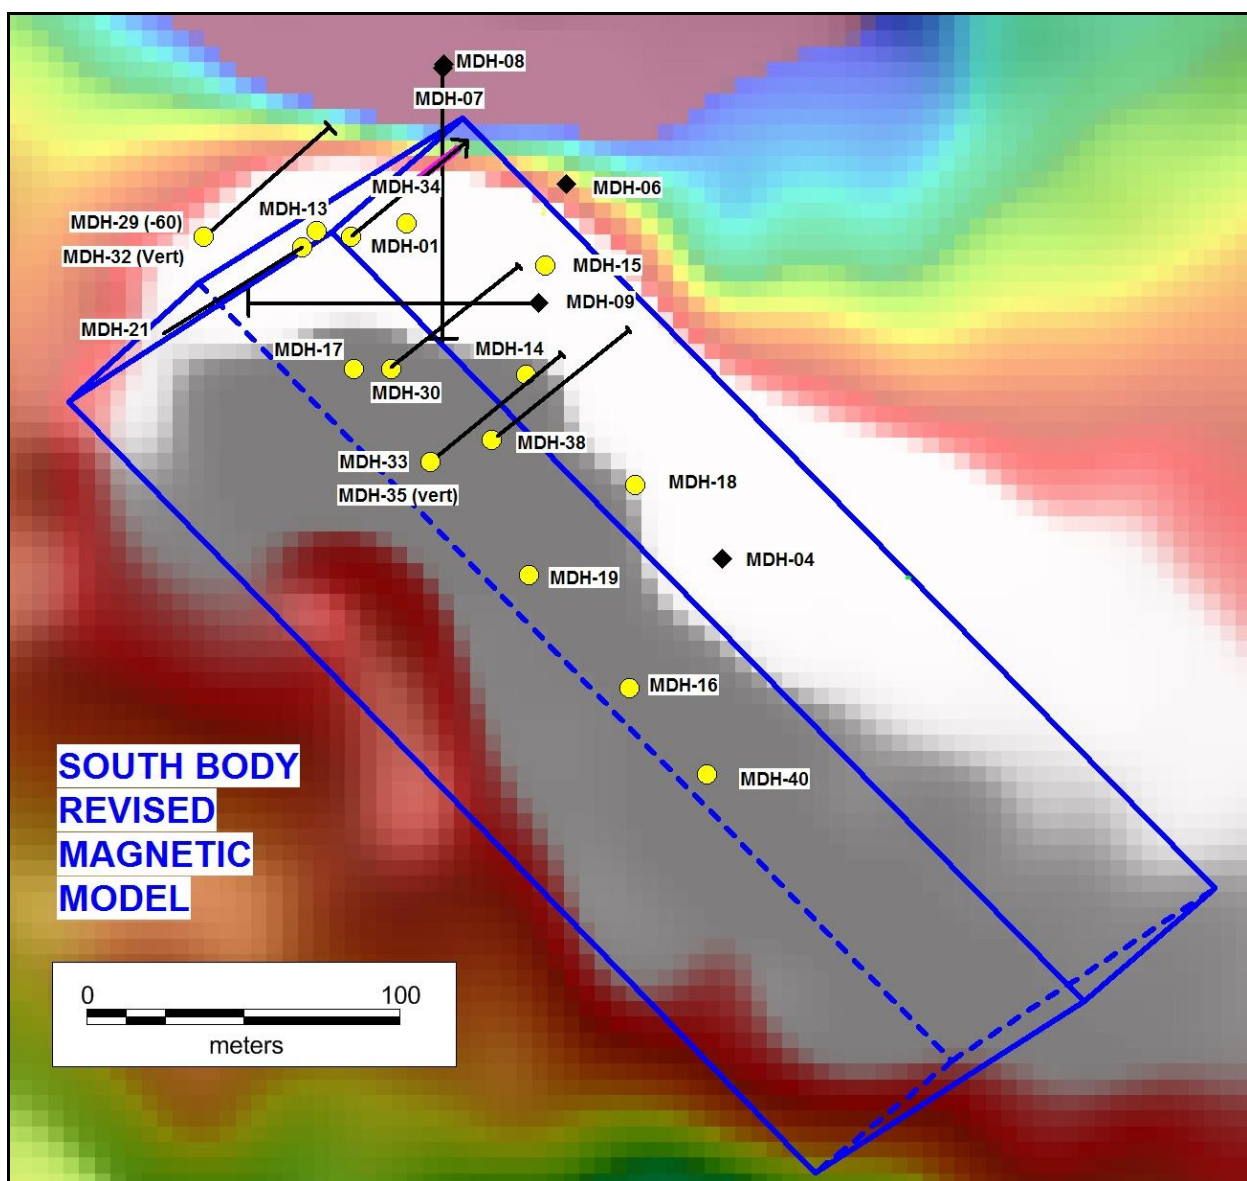 MDH-08
MDH-07
MDH-34
MDH-06
MDH-29 (-60)
MDH-13
MDH-32 (Vert)
MDH-01
MDH-15
MDH-09
MDH-21
MDH-17
MDH-14
MDH-30
MDH-38
MDH-33
MDH-35 (vert)
MDH-18
MDH-04
MDH-19
MDH-16
MDH-40
SOUTH BODY
REVISED
MAGNETIC
MODEL
0 100
meters